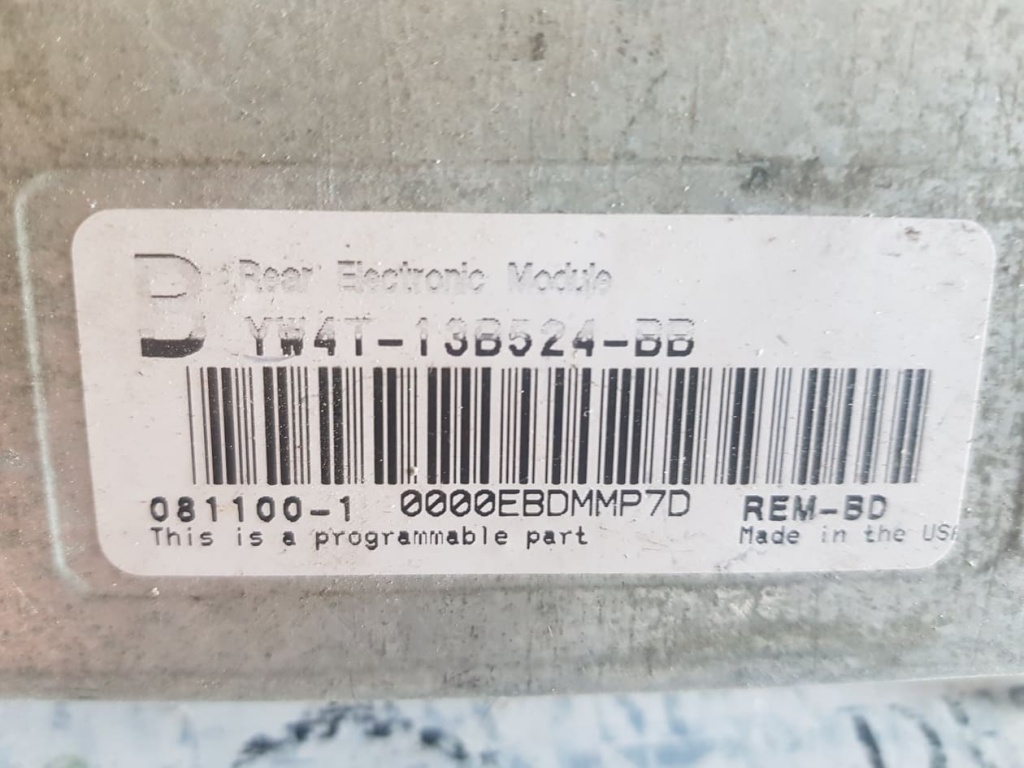 B Rear Electronic Module
YW4T-13B524-BB
081100-1 0000EBDMMP7D REM-BD
This is a programmable part Made in the USA